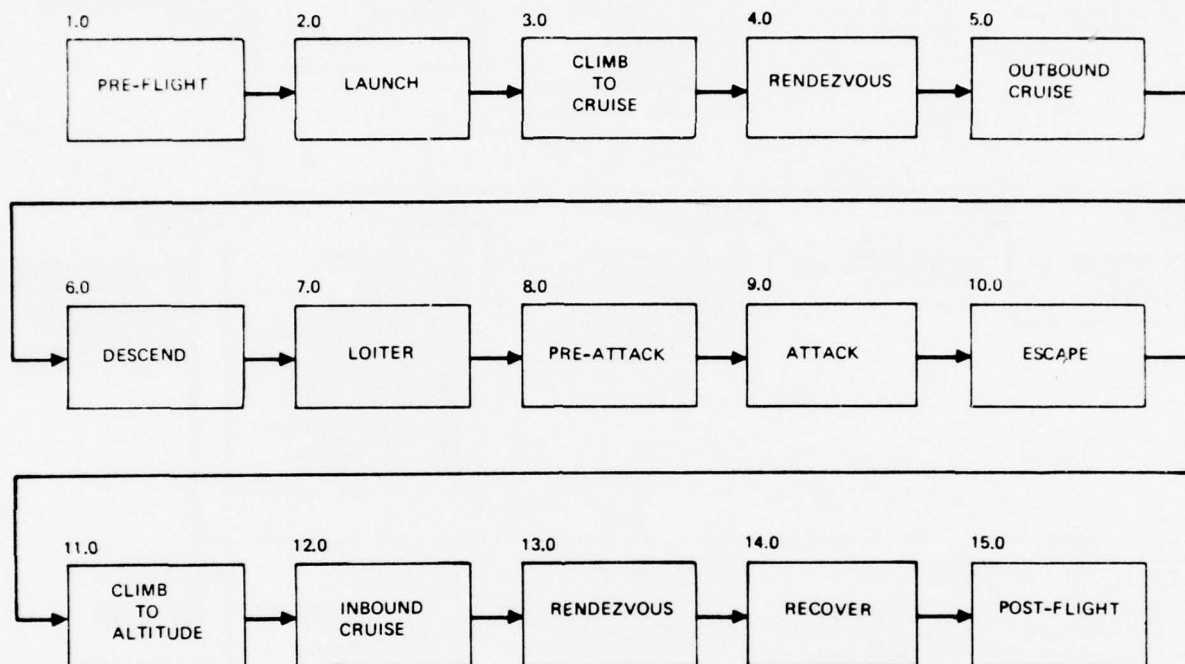 1.0
PRE-FLIGHT
2.0
LAUNCH
3.0
CLIMB
TO
CRUISE
4.0
RENDEZVOUS
5.0
OUTBOUND
CRUISE
6.0
DESCEND
7.0
LOITER
8.0
PRE-ATTACK
9.0
ATTACK
10.0
ESCAPE
11.0
CLIMB
TO
ALTITUDE
12.0
INBOUND
CRUISE
13.0
RENDEZVOUS
14.0
RECOVER
15.0
POST-FLIGHT